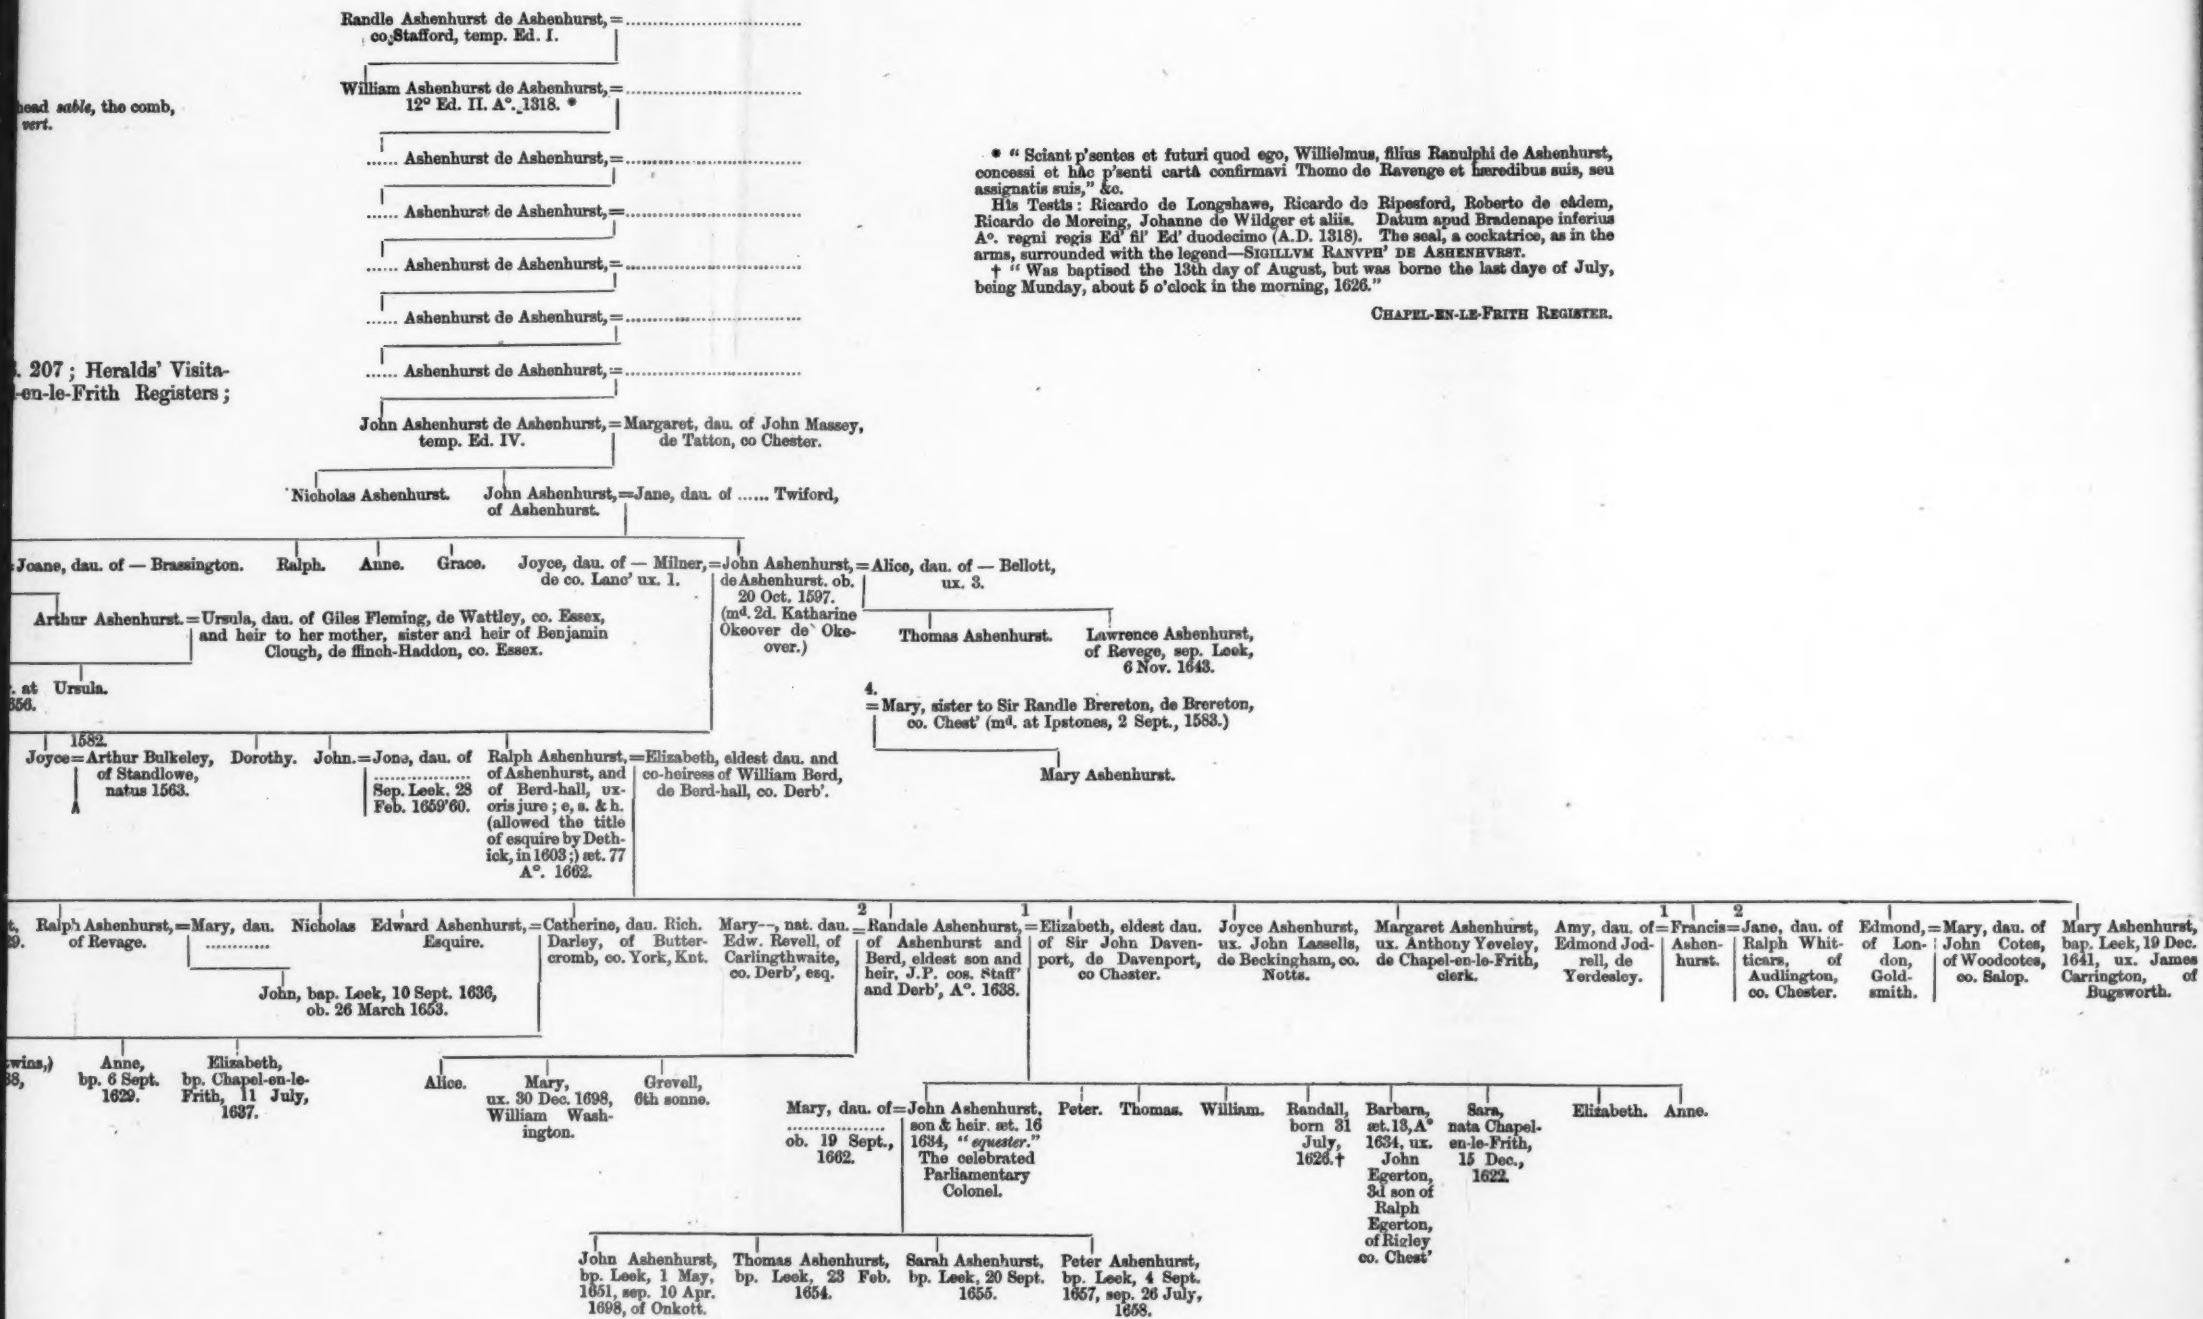 Randle Ashenhurst de Ashenhurst,=..............................
co. Stafford, temp. Ed. I.
William Ashenhurst de Ashenhurst,=..............................
12º Ed. II. Aº. 1318. *
head sable, the comb,
vert.
...... Ashenhurst de Ashenhurst,=..............................
...... Ashenhurst de Ashenhurst,=..............................
...... Ashenhurst de Ashenhurst,=..............................
...... Ashenhurst de Ashenhurst,=..............................
...... Ashenhurst de Ashenhurst,=..............................
* “ Sciant p'sentes et futuri quod ego, Willielmus, filius Ranulphi de Ashenhurst,
concessi et hâc p'senti cartâ confirmavi Thomo de Ravenge et hæredibus suis, seu
assignatis suis,” &c.
His Testis : Ricardo de Longshawe, Ricardo de Ripesford, Roberto de eâdem,
Ricardo de Moreing, Johanne de Wildger et aliis. Datum apud Bradenape inferius
Aº. regni regis Ed' fil' Ed' duodecimo (A.D. 1318). The seal, a cockatrice, as in the
arms, surrounded with the legend—SIGILLVM RANVPH' DE ASHENHVRST.
† “ Was baptised the 13th day of August, but was borne the last daye of July,
being Munday, about 5 o'clock in the morning, 1626.”
CHAPEL-EN-LE-FRITH REGISTER.
. 207 ; Heralds' Visita-
-en-le-Frith Registers ;
John Ashenhurst de Ashenhurst,=Margaret, dau. of John Massey,
temp. Ed. IV. de Tatton, co Chester.
Nicholas Ashenhurst. John Ashenhurst,=Jane, dau. of ...... Twiford,
of Ashenhurst.
Joane, dau. of — Brassington. Ralph. Anne. Grace. Joyce, dau. of — Milner,=John Ashenhurst,=Alice, dau. of — Bellott,
de co. Lanc' ux. 1. de Ashenhurst. ob. ux. 3.
20 Oct. 1597.
(md. 2d. Katharine
Okeover de Oke-
over.)
Arthur Ashenhurst.=Ursula, dau. of Giles Fleming, de Wattley, co. Essex,
and heir to her mother, sister and heir of Benjamin
Clough, de ffinch-Haddon, co. Essex.
Thomas Ashenhurst. Lawrence Ashenhurst,
of Revege, sep. Leek,
6 Nov. 1643.
. at Ursula.
656.
4.
=Mary, sister to Sir Randle Brereton, de Brereton,
co. Chest' (md. at Ipstones, 2 Sept., 1583.)
Mary Ashenhurst.
1582.
Joyce=Arthur Bulkeley,
of Standlowe,
natus 1563.
A
Dorothy.
John.=Jone, dau. of
..................
Sep. Leek, 28
Feb. 1659'60.
Ralph Ashenhurst,=Elizabeth, eldest dau. and
of Ashenhurst, and co-heiress of William Berd,
of Berd-hall, ux- de Berd-hall, co. Derb'.
oris jure ; e, s. & h.
(allowed the title
of esquire by Deth-
ick, in 1603 ;) æt. 77
Aº. 1662.
t,
9.
Ralph Ashenhurst,=Mary, dau.
of Revage. ............
Nicholas
Edward Ashenhurst,=Catherine, dau. Rich.
Esquire. Darley, of Butter-
cromb, co. York, Knt.
John, bap. Leek, 10 Sept. 1636,
ob. 26 March 1653.
2 1
Mary--, nat. dau.=Randale Ashenhurst,=Elizabeth, eldest dau.
Edw. Revell, of of Ashenhurst and of Sir John Daven-
Carlingthwaite, Berd, eldest son and port, de Davenport,
co. Derb', esq. heir, J.P. cos. Staff' co Chester.
and Derb', Aº. 1638.
Joyce Ashenhurst,
ux. John Lassells,
de Beckingham, co.
Notts.
Margaret Ashenhurst,
ux. Anthony Yeveley,
de Chapel-en-le-Frith,
clerk.
1 2
Amy, dau. of=Francis=Jane, dau. of
Edmond Jod- Ashen- Ralph Whit-
rell, de hurst. ticars, of
Yerdesley. Audlington,
co. Chester.
Edmond,=Mary, dau. of
of Lon- John Cotes,
don, of Woodcotes,
Gold- co. Salop.
smith.
Mary Ashenhurst,
bap. Leek, 19 Dec.
1641, ux. James
Carrington, of
Bugsworth.
twins,)
38,
Anne,
bp. 6 Sept.
1629.
Elizabeth,
bp. Chapel-en-le-
Frith, 11 July,
1637.
Alice.
Mary,
ux. 30 Dec. 1698,
William Wash-
ington.
Grevell,
6th sonne.
Mary, dau. of=John Ashenhurst,
.................. son & heir. æt. 16
ob. 19 Sept., 1634, “equester.”
1662. The celebrated
Parliamentary
Colonel.
Peter.
Thomas.
William.
Randall,
born 31
July,
1626.†
Barbara,
æt.13, Aº
1634, ux.
John
Egerton,
3d son of
Ralph
Egerton,
of Rigley
co. Chest'
Sara,
nata Chapel-
en-le-Frith,
15 Dec.,
1622.
Elizabeth.
Anne.
John Ashenhurst,
bp. Leek, 1 May,
1651, sep. 10 Apr.
1698, of Onkott.
Thomas Ashenhurst,
bp. Leek, 23 Feb.
1654.
Sarah Ashenhurst,
bp. Leek, 20 Sept.
1655.
Peter Ashenhurst,
bp. Leek, 4 Sept.
1657, sep. 26 July,
1658.